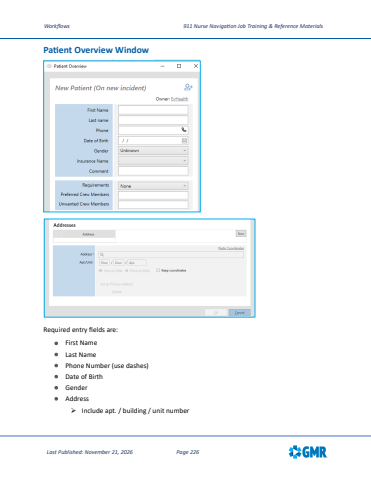 Workflows 911 Nurse Navigation Job Training & Reference Materials
Patient Overview Window
Patient Overview
New Patient (On new incident)
Owner:
First Name
Last name
Phone
Date of Birth / /
Gender Unknown
Insurance Name
Comment
Requirements None
Preferred Crew Members
Unwanted Crew Members
Addresses
Address
Address
Apt/Unit
Keep coordinates
Cancel
Required entry fields are:
First Name
Last Name
Phone Number (use dashes)
Date of Birth
Gender
Address
Include apt. / building / unit number
Last Published: November 21, 2026 Page 226
GMR